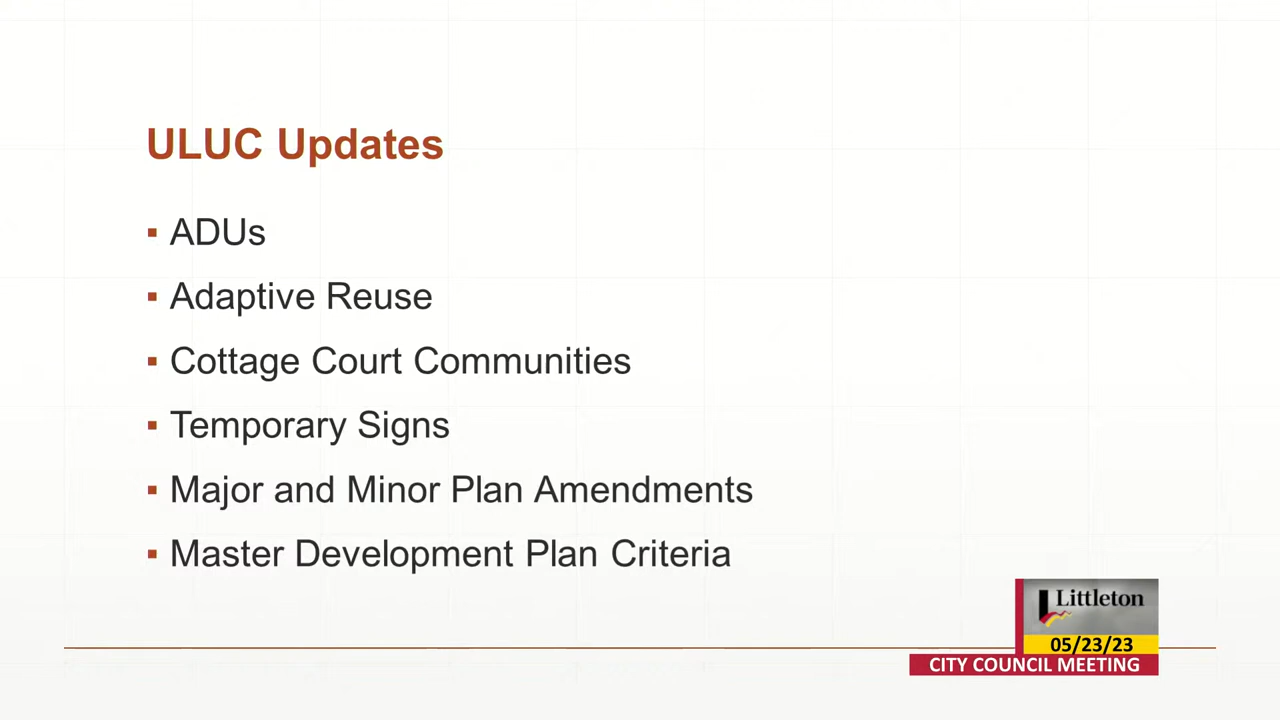 ULUC Updates
▪ ADUs
▪ Adaptive Reuse
▪ Cottage Court Communities
▪ Temporary Signs
▪ Major and Minor Plan Amendments
▪ Master Development Plan Criteria
Littleton
05/23/23
CITY COUNCIL MEETING